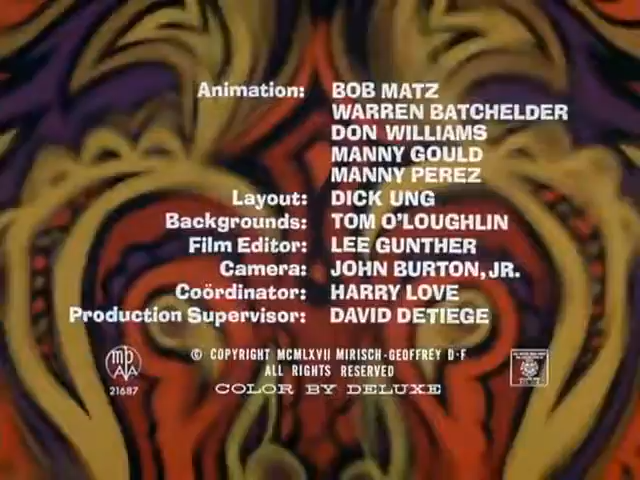 Animation: BOB MATZ
WARREN BATCHELDER
DON WILLIAMS
MANNY GOULD
MANNY PEREZ
Layout: DICK UNG
Backgrounds: TOM O'LOUGHLIN
Film Editor: LEE GUNTHER
Camera: JOHN BURTON, JR.
Coördinator: HARRY LOVE
Production Supervisor: DAVID DETIEGE
© COPYRIGHT MCMLXVII MIRISCH-GEOFFREY D-F
ALL RIGHTS RESERVED
COLOR BY DELUXE
21687